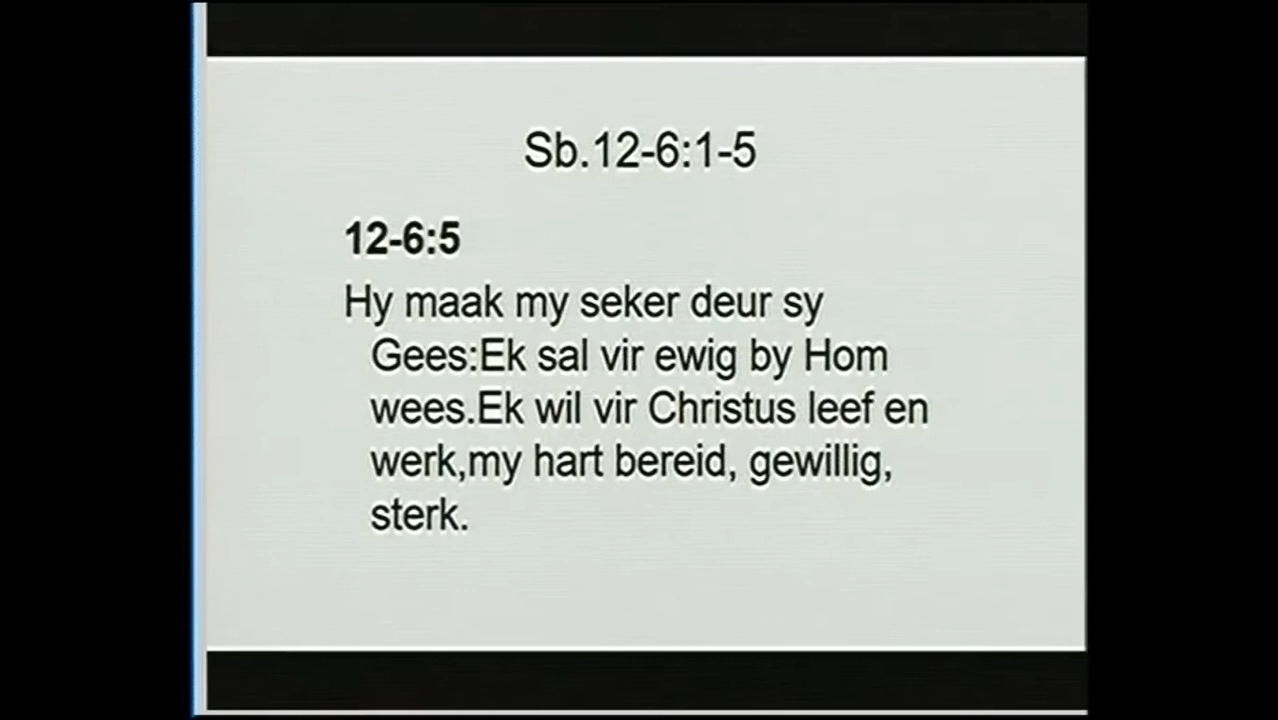 Sb.12-6:1-5
12-6:5
Hy maak my seker deur sy
Gees:Ek sal vir ewig by Hom
wees.Ek wil vir Christus leef en
werk,my hart bereid, gewillig,
sterk.